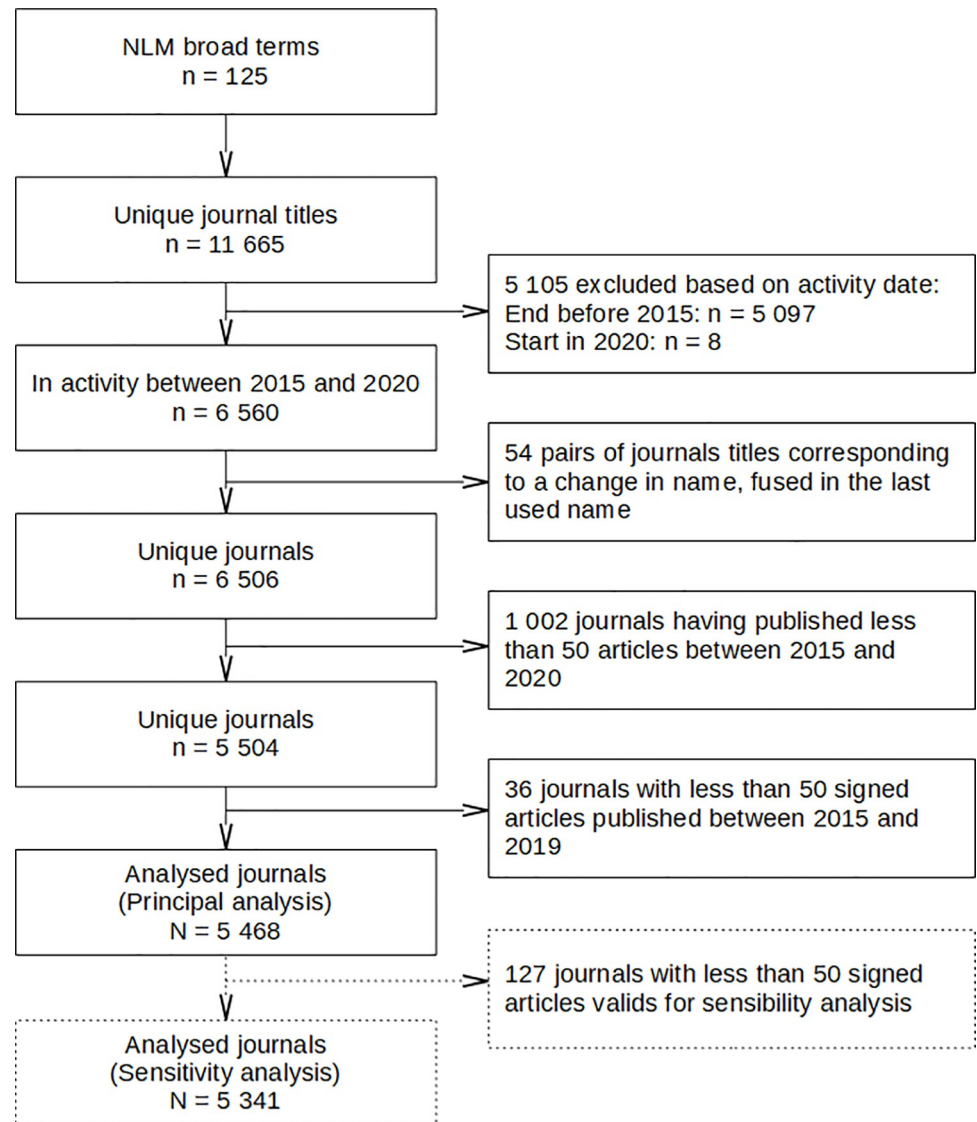 NLM broad terms
n = 125
Unique journal titles
n = 11 665
5 105 excluded based on activity date:
End before 2015: n = 5 097
Start in 2020: n = 8
In activity between 2015 and 2020
n = 6 560
54 pairs of journals titles corresponding
to a change in name, fused in the last
used name
Unique journals
n = 6 506
1 002 journals having published less
than 50 articles between 2015 and
2020
Unique journals
n = 5 504
36 journals with less than 50 signed
articles published between 2015 and
2019
Analysed journals
(Principal analysis)
N = 5 468
127 journals with less than 50 signed
articles valids for sensibility analysis
Analysed journals
(Sensitivity analysis)
N = 5 341